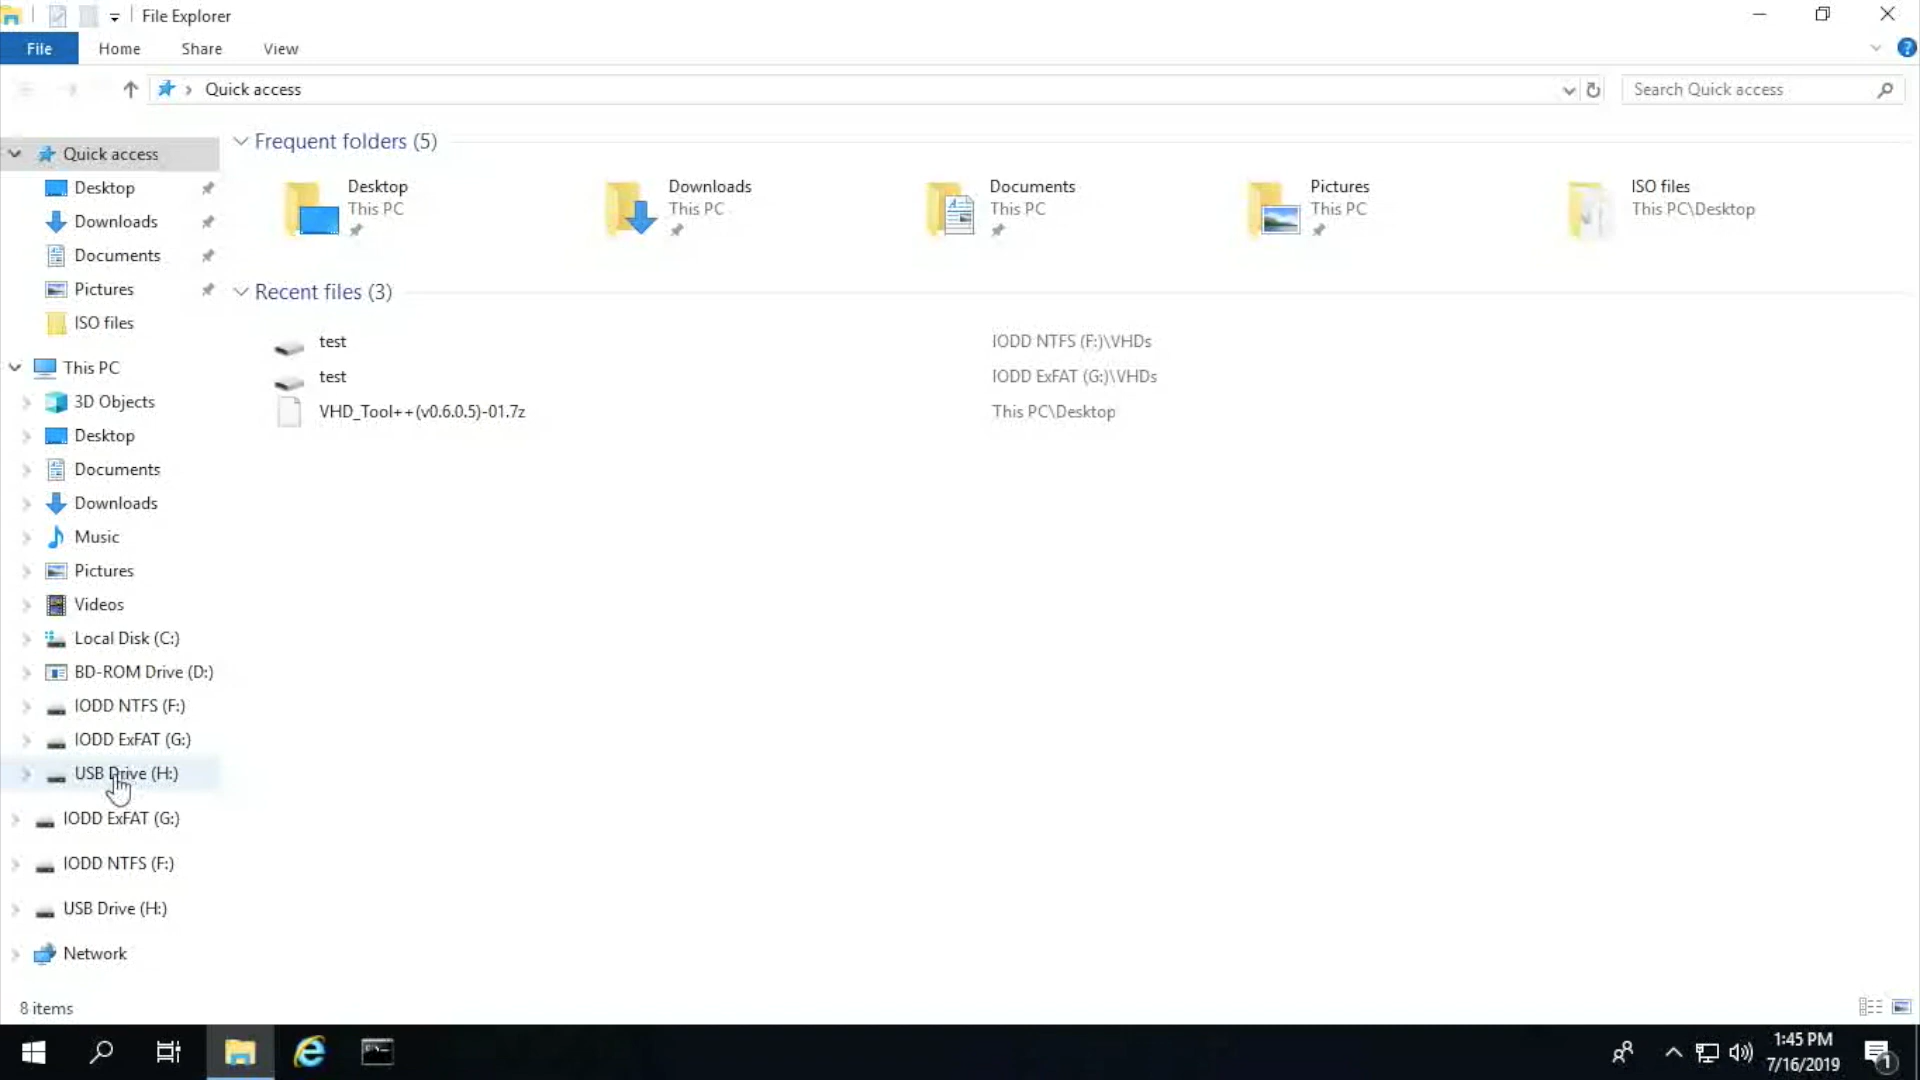 File Explorer
File Home Share View
Quick access
Search Quick access
Quick access
Desktop
Downloads
Documents
Pictures
ISO files
This PC
3D Objects
Desktop
Documents
Downloads
Music
Pictures
Videos
Local Disk (C:)
BD-ROM Drive (D:)
IODD NTFS (F:)
IODD ExFAT (G:)
USB Drive (H:)
IODD ExFAT (G:)
IODD NTFS (F:)
USB Drive (H:)
Network
Frequent folders (5)
Desktop
This PC
Downloads
This PC
Documents
This PC
Pictures
This PC
ISO files
This PC\Desktop
Recent files (3)
test IODD NTFS (F:)\VHDs
test IODD ExFAT (G:)\VHDs
VHD_Tool++(v0.6.0.5)-01.7z This PC\Desktop
8 items
1:45 PM
7/16/2019
1